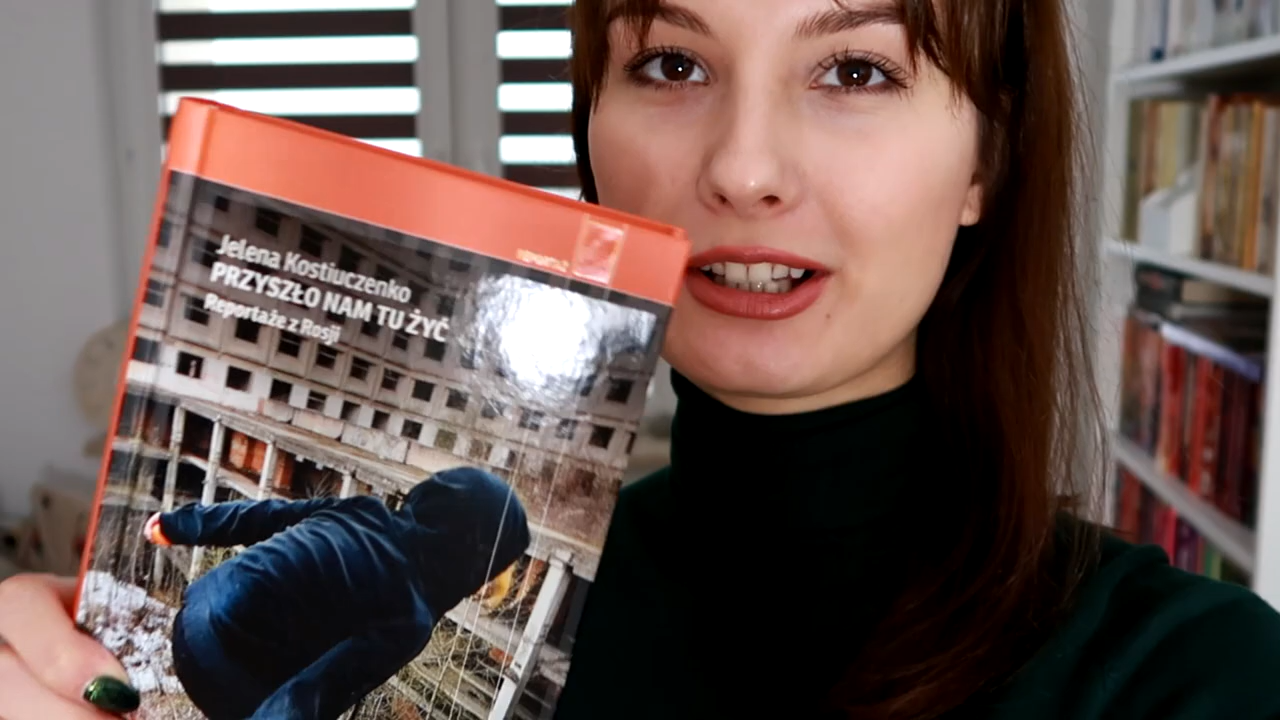 Jelena Kostiuczenko
PRZYSZŁO NAM TU ŻYĆ
Reportaże z Rosji